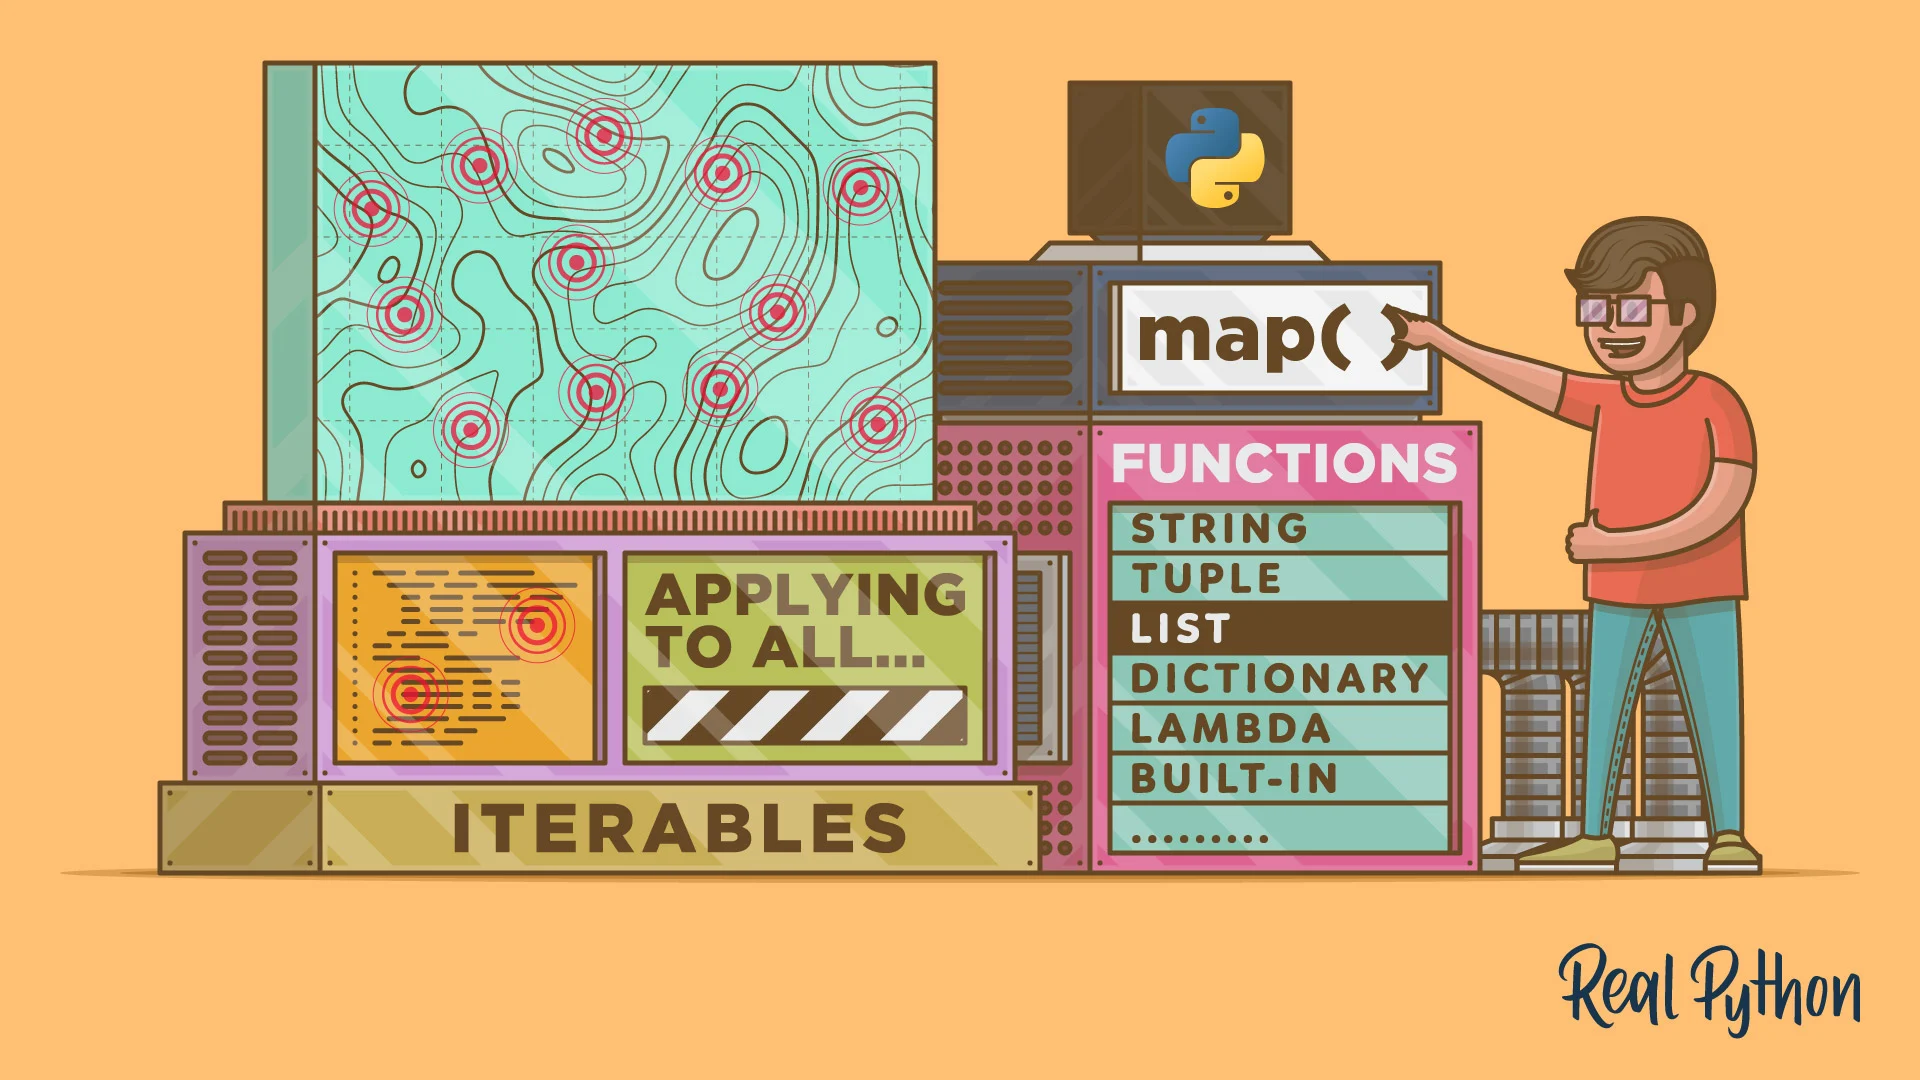 map( )
FUNCTIONS
STRING
TUPLE
LIST
DICTIONARY
LAMBDA
BUILT-IN
.........
APPLYING
TO ALL...
ITERABLES
Real Python